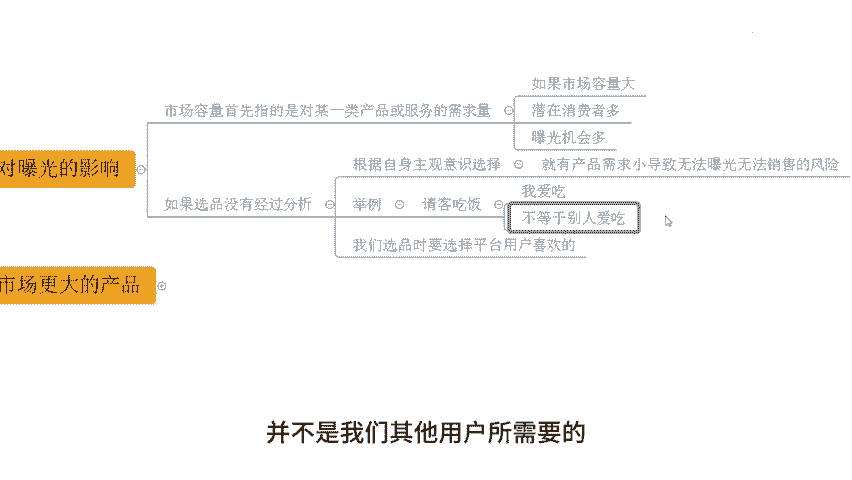 如果市场容量大
市场容量首先指的是对某一类产品或服务的需求量
潜在消费者多
曝光机会多
对曝光的影响
根据自身主观意识选择
就有产品需求小导致无法曝光无法销售的风险
我爱吃
如果选品没有经过分析
举例
请客吃饭
不等于别人爱吃
我们选品时要选择平台用户喜欢的
市场更大的产品
并不是我们其他用户所需要的